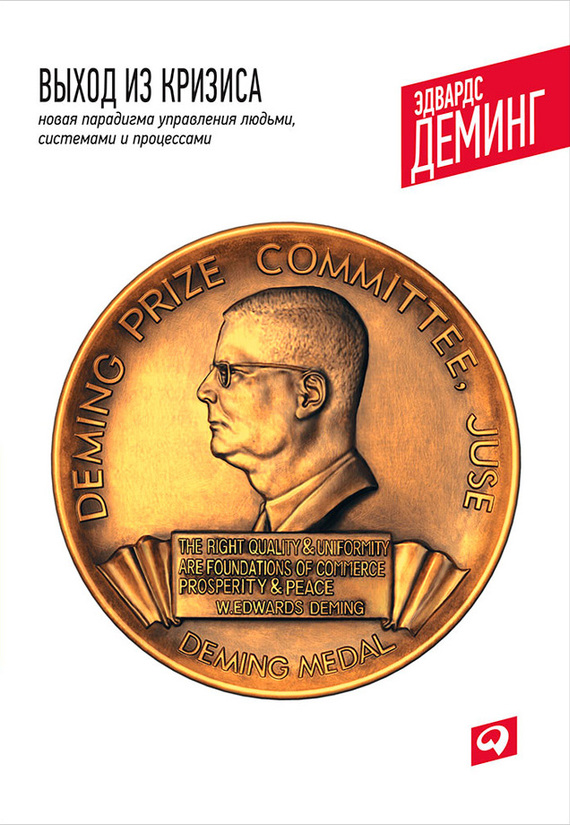 ВЫХОД ИЗ КРИЗИСА
новая парадигма управления людьми,
системами и процессами
ЭДВАРДС
ДЕМИНГ
DEMING PRIZE COMMITTEE, JUSE
THE RIGHT QUALITY & UNIFORMITY
ARE FOUNDATIONS OF COMMERCE
PROSPERITY & PEACE
W.EDWARDS DEMING
DEMING MEDAL